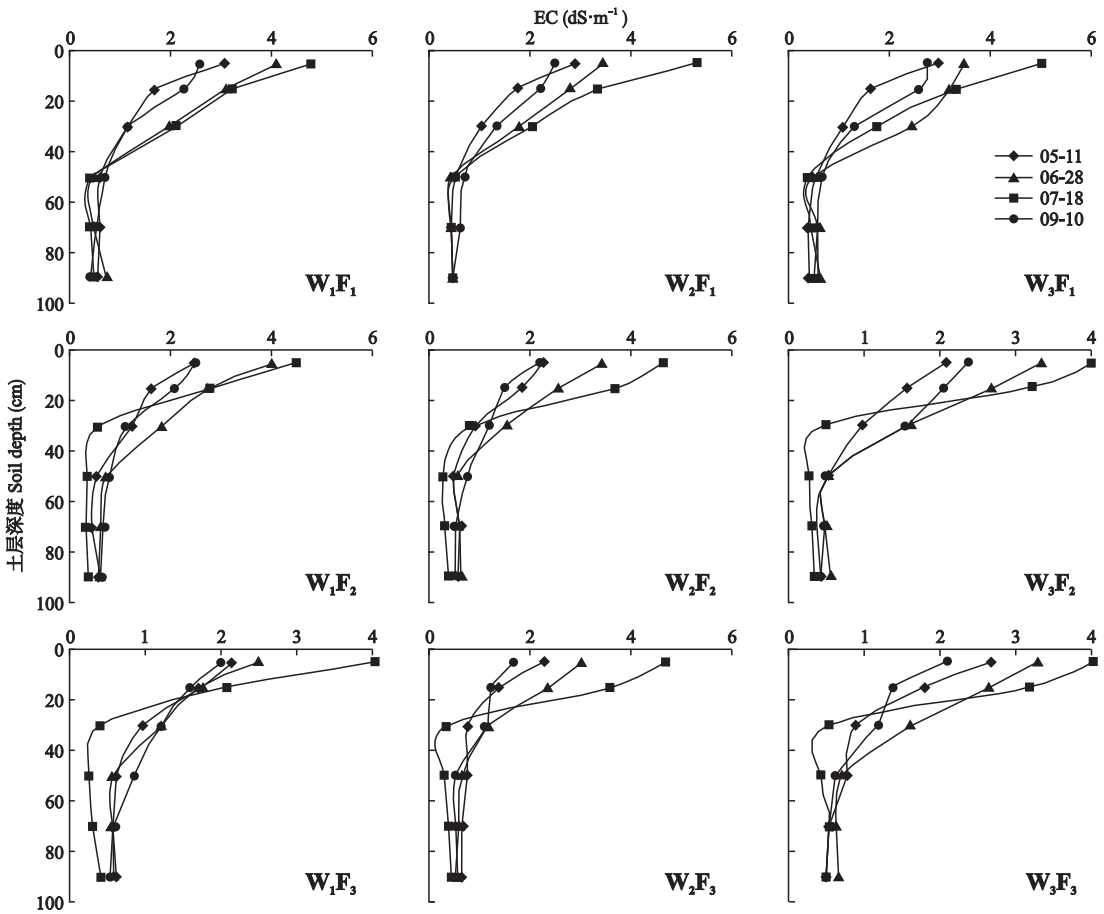 EC (dS·m⁻¹)
0 2 4 6 0 2 4 6 0 2 4 6
0
20
40
60
80
100
05-11
06-28
07-18
09-10
W₁F₁ W₂F₁ W₃F₁
0 2 4 6 0 2 4 6 0 1 2 3 4
0
20
40
60
80
100
土层深度 Soil depth (cm)
W₁F₂ W₂F₂ W₃F₂
0 1 2 3 4 0 2 4 6 0 1 2 3 4
0
20
40
60
80
100
W₁F₃ W₂F₃ W₃F₃